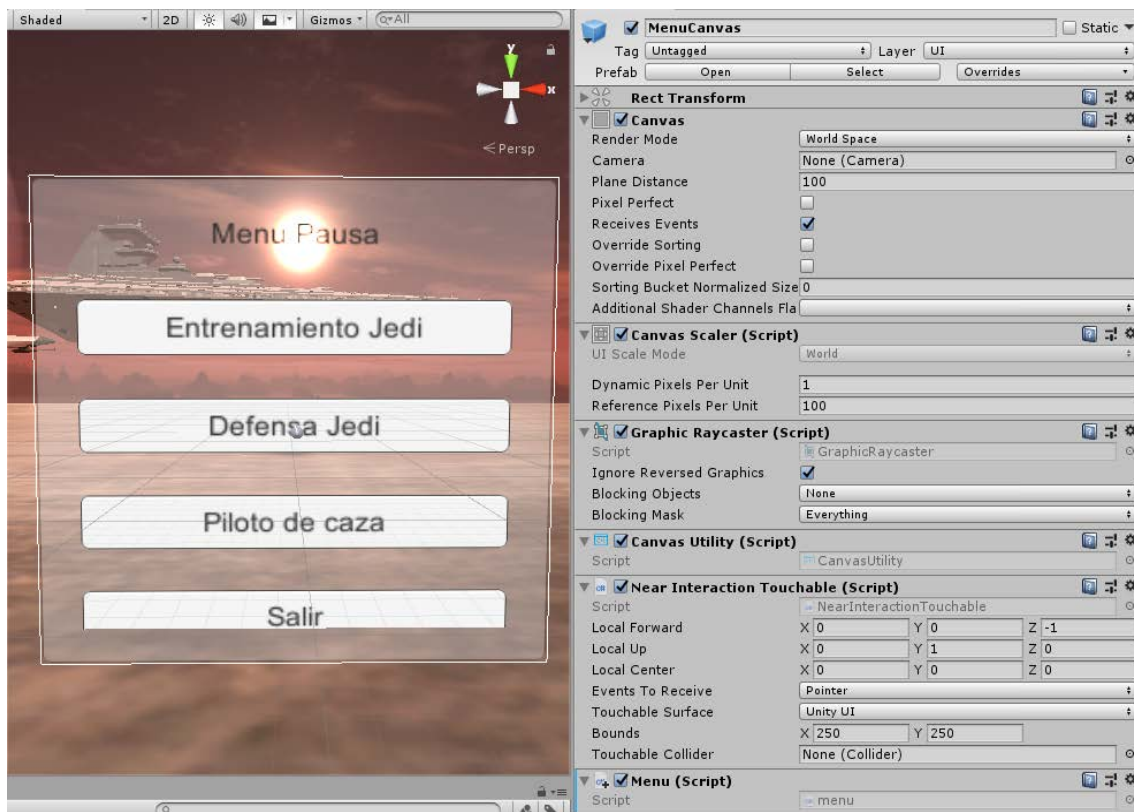 Shaded 2D Gizmos All
y
x
Persp
Menu Pausa
Entrenamiento Jedi
Defensa Jedi
Piloto de caza
Salir
MenuCanvas Static
Tag Untagged Layer UI
Prefab Open Select Overrides
Rect Transform
Canvas
Render Mode World Space
Camera None (Camera)
Plane Distance 100
Pixel Perfect
Receives Events
Override Sorting
Override Pixel Perfect
Sorting Bucket Normalized Size 0
Additional Shader Channels Fla
Canvas Scaler (Script)
UI Scale Mode World
Dynamic Pixels Per Unit 1
Reference Pixels Per Unit 100
Graphic Raycaster (Script)
Script GraphicRaycaster
Ignore Reversed Graphics
Blocking Objects None
Blocking Mask Everything
Canvas Utility (Script)
Script CanvasUtility
Near Interaction Touchable (Script)
Script NearInteractionTouchable
Local Forward X 0 Y 0 Z -1
Local Up X 0 Y 1 Z 0
Local Center X 0 Y 0 Z 0
Events To Receive Pointer
Touchable Surface Unity UI
Bounds X 250 Y 250
Touchable Collider None (Collider)
Menu (Script)
Script menu